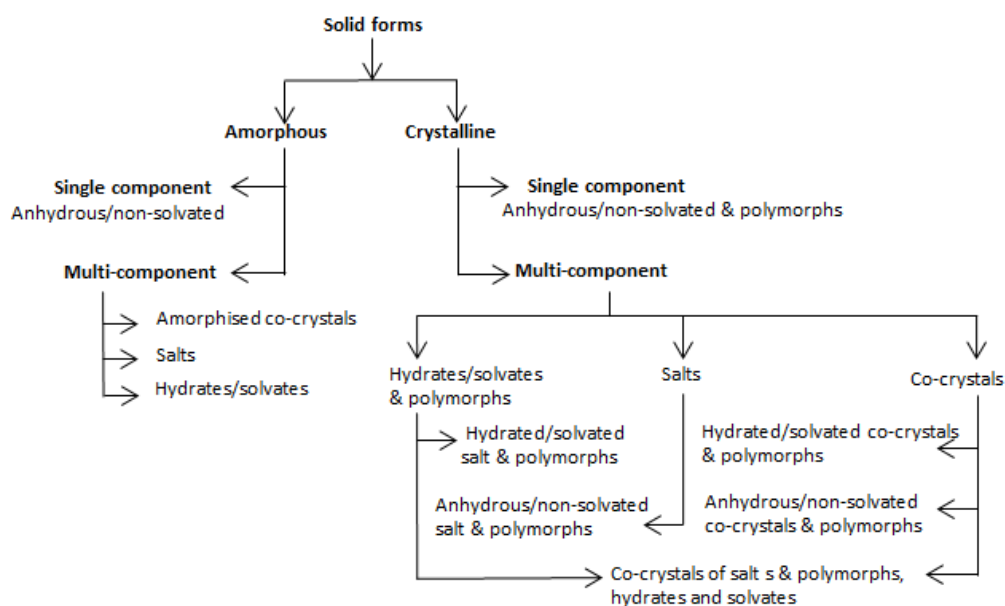 Solid forms
Amorphous
Crystalline
Single component
Anhydrous/non-solvated
Single component
Anhydrous/non-solvated & polymorphs
Multi-component
Multi-component
Amorphised co-crystals
Salts
Hydrates/solvates
Hydrates/solvates
& polymorphs
Salts
Co-crystals
Hydrated/solvated
salt & polymorphs
Hydrated/solvated co-crystals
& polymorphs
Anhydrous/non-solvated
salt & polymorphs
Anhydrous/non-solvated
co-crystals & polymorphs
Co-crystals of salt s & polymorphs,
hydrates and solvates